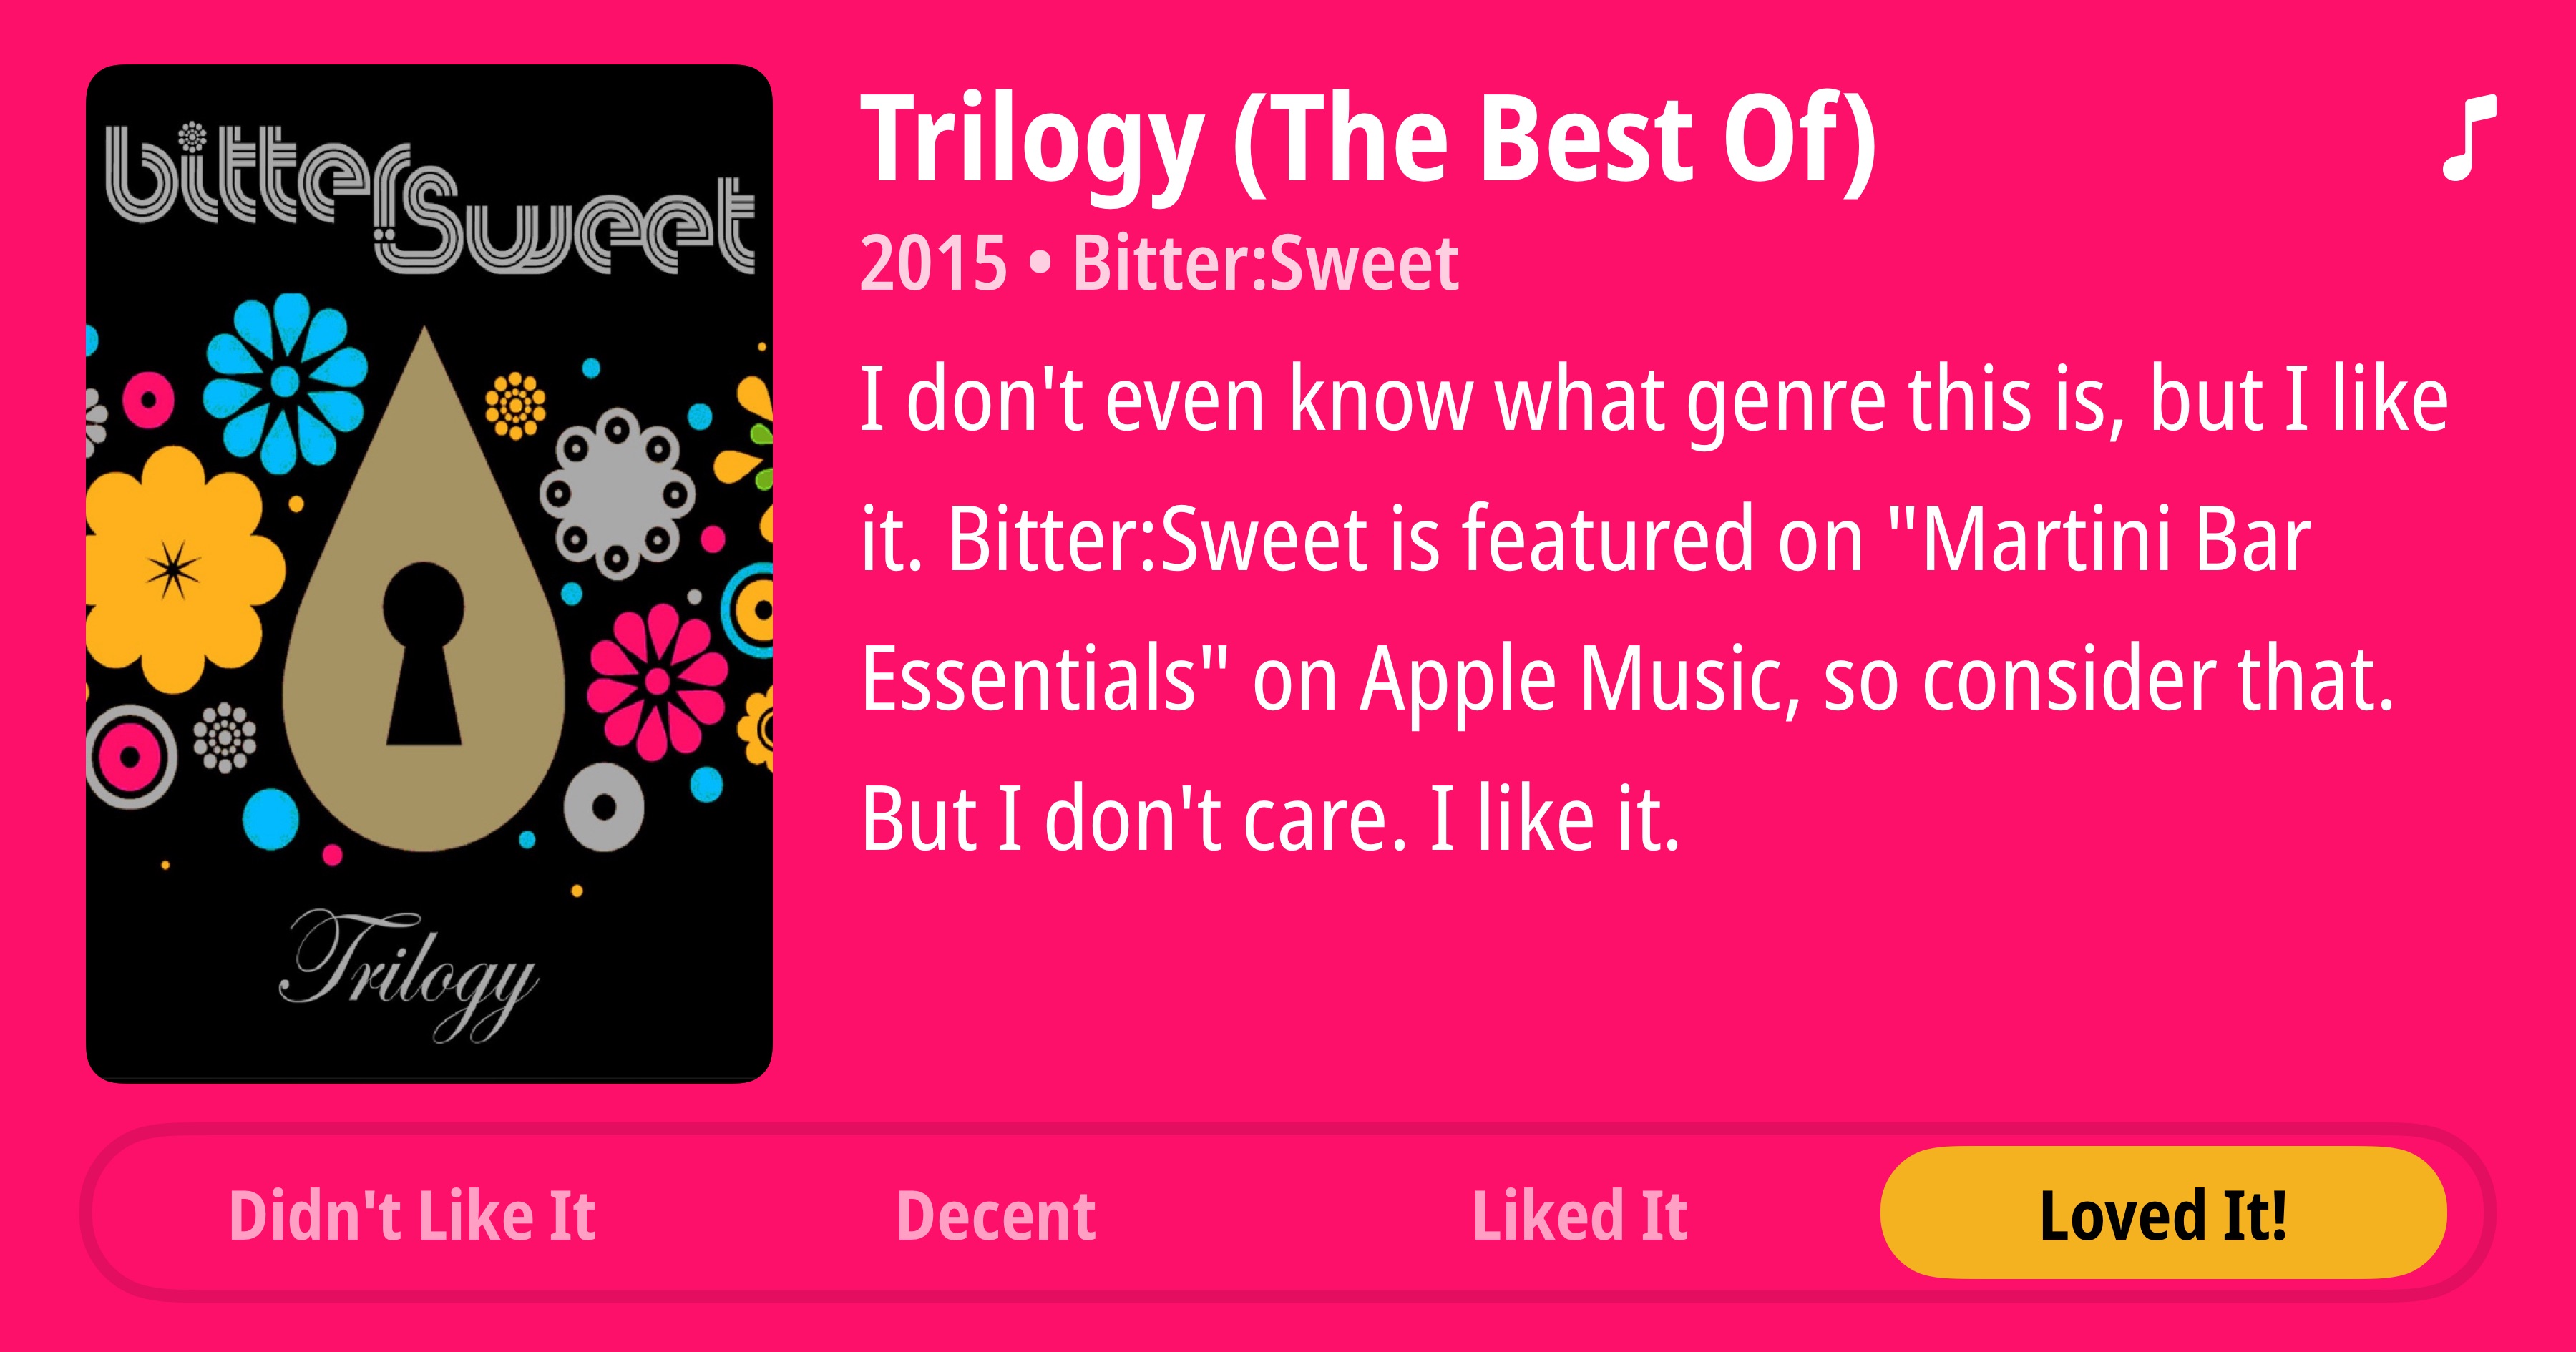 bitter:Sweet
Trilogy
Trilogy (The Best Of)
2015 • Bitter:Sweet
I don't even know what genre this is, but I like
it. Bitter:Sweet is featured on "Martini Bar
Essentials" on Apple Music, so consider that.
But I don't care. I like it.
Didn't Like It
Decent
Liked It
Loved It!